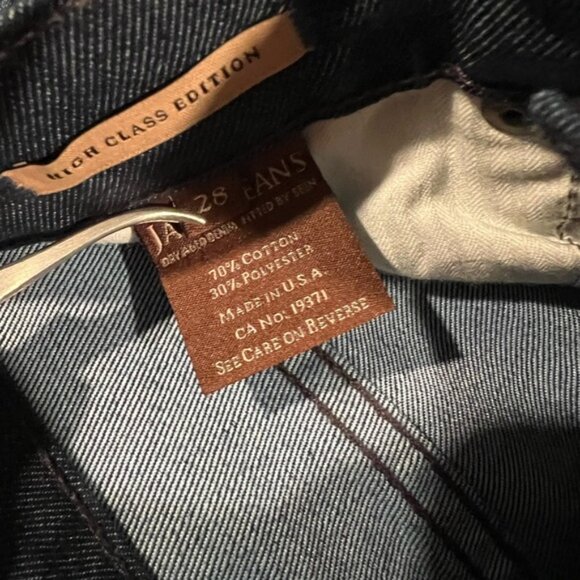 HIGH CLASS EDITION
28
70% COTTON
30% POLYESTER
MADE IN U.S.A.
CA NO: 19371
SEE CARE ON REVERSE